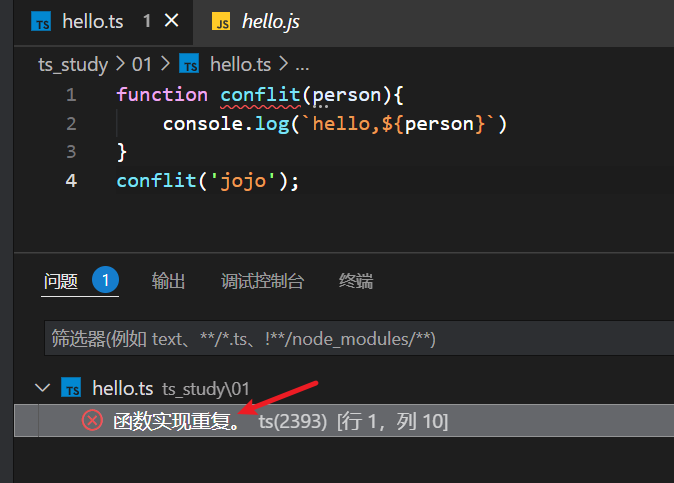 TS hello.ts 1 × JS hello.js
ts_study > 01 > TS hello.ts > ...
1 function conflit(person){
2 console.log(`hello,${person}`)
3 }
4 conflit('jojo');
问题 1 输出 调试控制台 终端
筛选器(例如 text、**/*.ts、!**/node_modules/**)
TS hello.ts ts_study\01
函数实现重复。 ts(2393) [行 1，列 10]